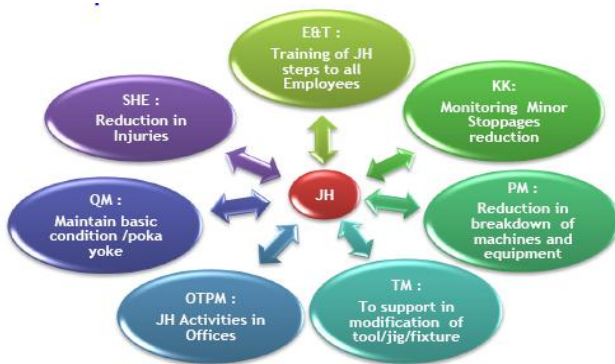 E&T :
Training of JH
steps to all
Employees
KK:
Monitoring Minor
Stoppages
reduction
PM :
Reduction in
breakdown of
machines and
equipment
TM :
To support in
modification of
tool/jig/fixture
OTPM :
JH Activities in
Offices
QM :
Maintain basic
condition /poka
yoke
SHE :
Reduction in
Injuries
JH